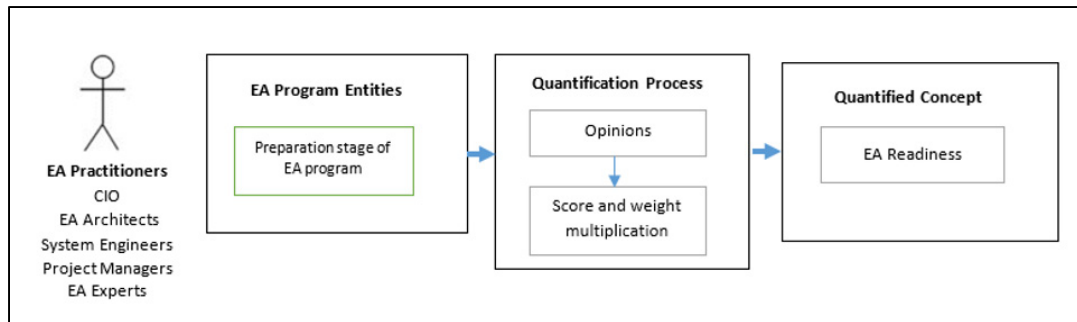 EA Practitioners
CIO
EA Architects
System Engineers
Project Managers
EA Experts
EA Program Entities
Preparation stage of
EA program
Quantification Process
Opinions
Score and weight
multiplication
Quantified Concept
EA Readiness